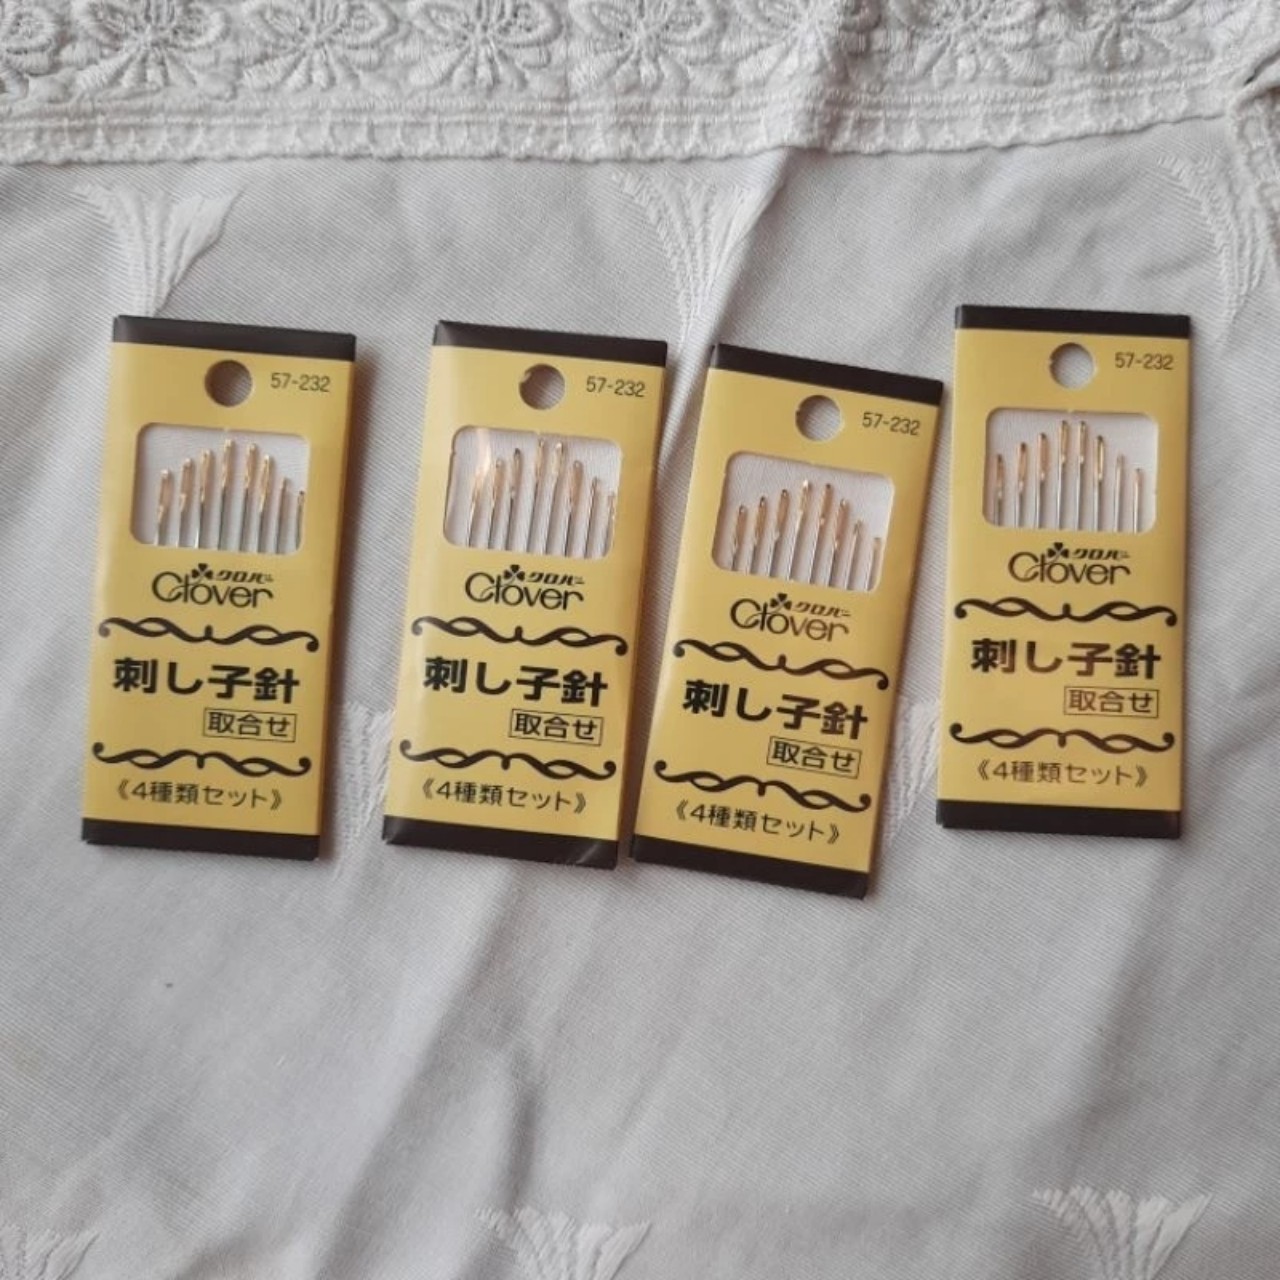 57-232
クロバー
Clover
刺し子針
取合せ
《4種類セット》
57-232
クロバー
Clover
刺し子針
取合せ
《4種類セット》
57-232
クロバー
Clover
刺し子針
取合せ
《4種類セット》
57-232
クロバー
Clover
刺し子針
取合せ
《4種類セット》